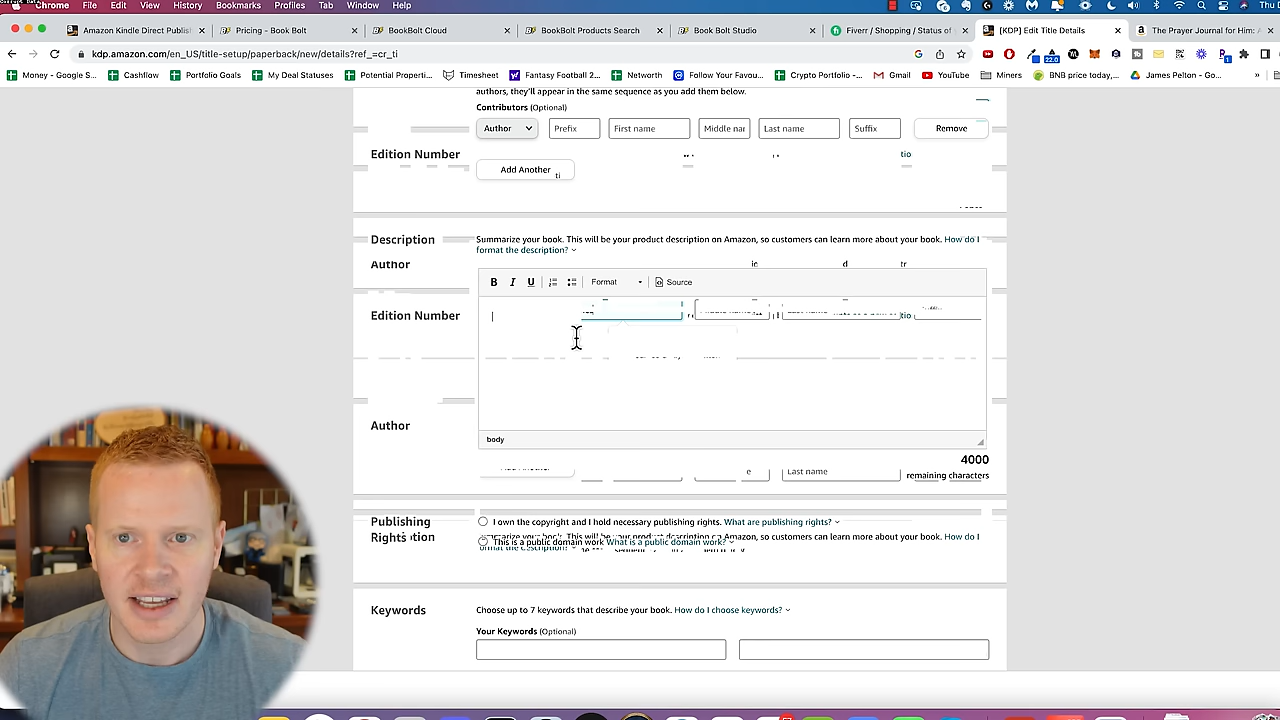 Chrome File Edit View History Bookmarks Profiles Tab Window Help
Amazon Kindle Direct Publis Pricing - Book Bolt BookBolt Cloud BookBolt Products Search Book Bolt Studio Fiverr / Shopping / Status of [KDP] Edit Title Details The Prayer Journal for Him:
kdp.amazon.com/en_US/title-setup/paperback/new/details?ref_=cr_ti
Money - Google S... Cashflow Portfolio Goals My Deal Statuses Potential Properti... Timesheet Fantasy Football 2... Networth Follow Your Favou... Crypto Portfolio -... Gmail YouTube Miners BNB price today,... James Pelton - Go...
authors, they'll appear in the same sequence as you add them below.
Contributors (Optional)
Author Prefix First name Middle nar Last name Suffix Remove
Edition Number
Add Another
Description Summarize your book. This will be your product description on Amazon, so customers can learn more about your book. How do I
format the description?
Author
B I U Format Source
Edition Number
Author
body
4000
Last name
remaining characters
Publishing
Rights
I own the copyright and I hold necessary publishing rights. What are publishing rights?
This is a public domain work What is a public domain work?
Keywords Choose up to 7 keywords that describe your book. How do I choose keywords?
Your Keywords (Optional)